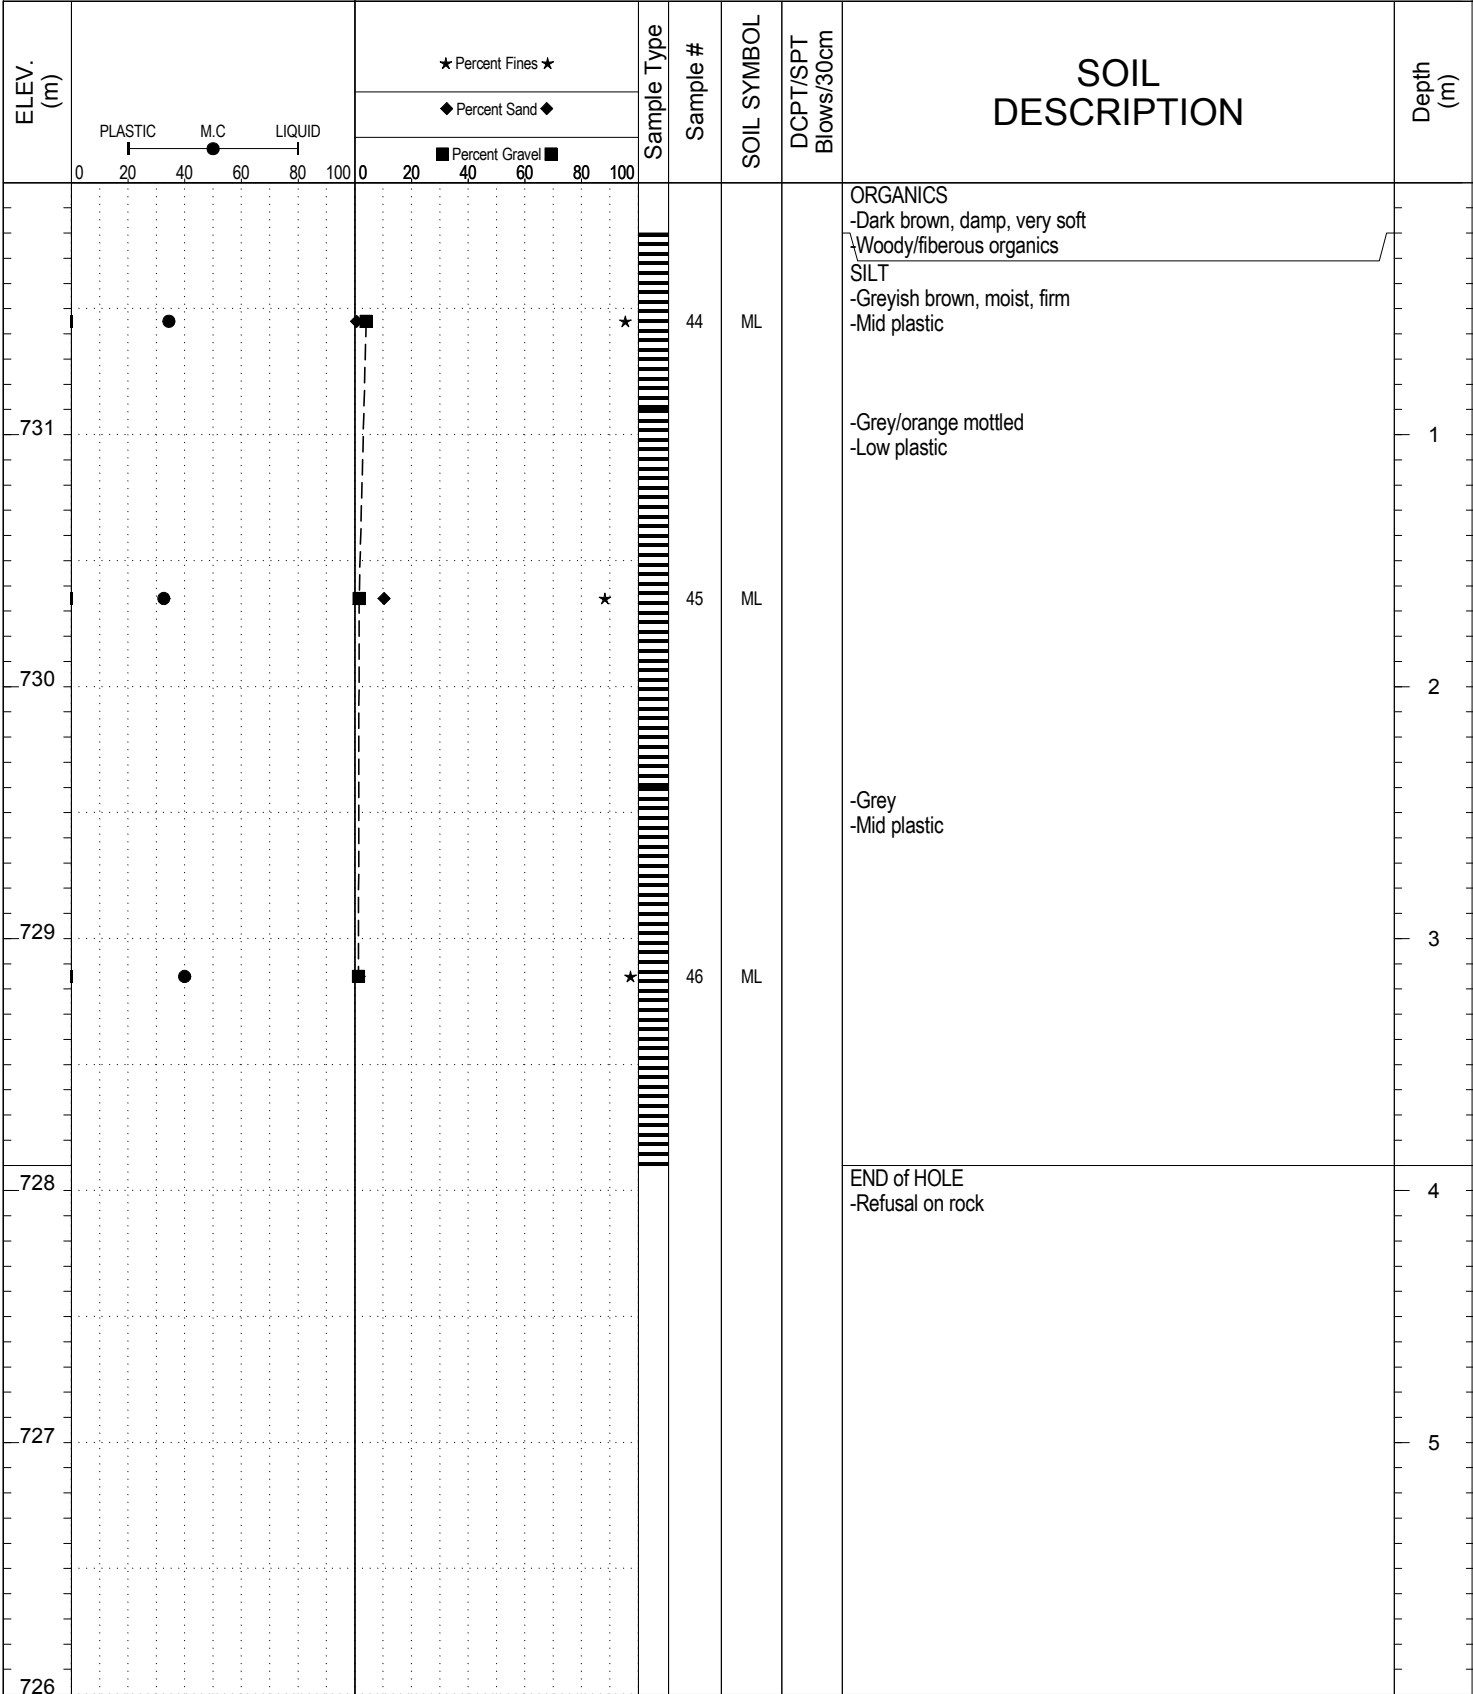 ELEV.
(m)
PLASTIC M.C LIQUID
0 20 40 60 80 100
★ Percent Fines ★
◆ Percent Sand ◆
■ Percent Gravel ■
0 20 40 60 80 100
Sample Type
Sample #
SOIL SYMBOL
DCPT/SPT
Blows/30cm
SOIL
DESCRIPTION
Depth
(m)
ORGANICS
-Dark brown, damp, very soft
-Woody/fiberous organics
SILT
-Greyish brown, moist, firm
44 ML -Mid plastic
-Grey/orange mottled
731 1
-Low plastic
45 ML
730 2
-Grey
-Mid plastic
729 3
46 ML
END of HOLE
728 4
-Refusal on rock
727 5
726